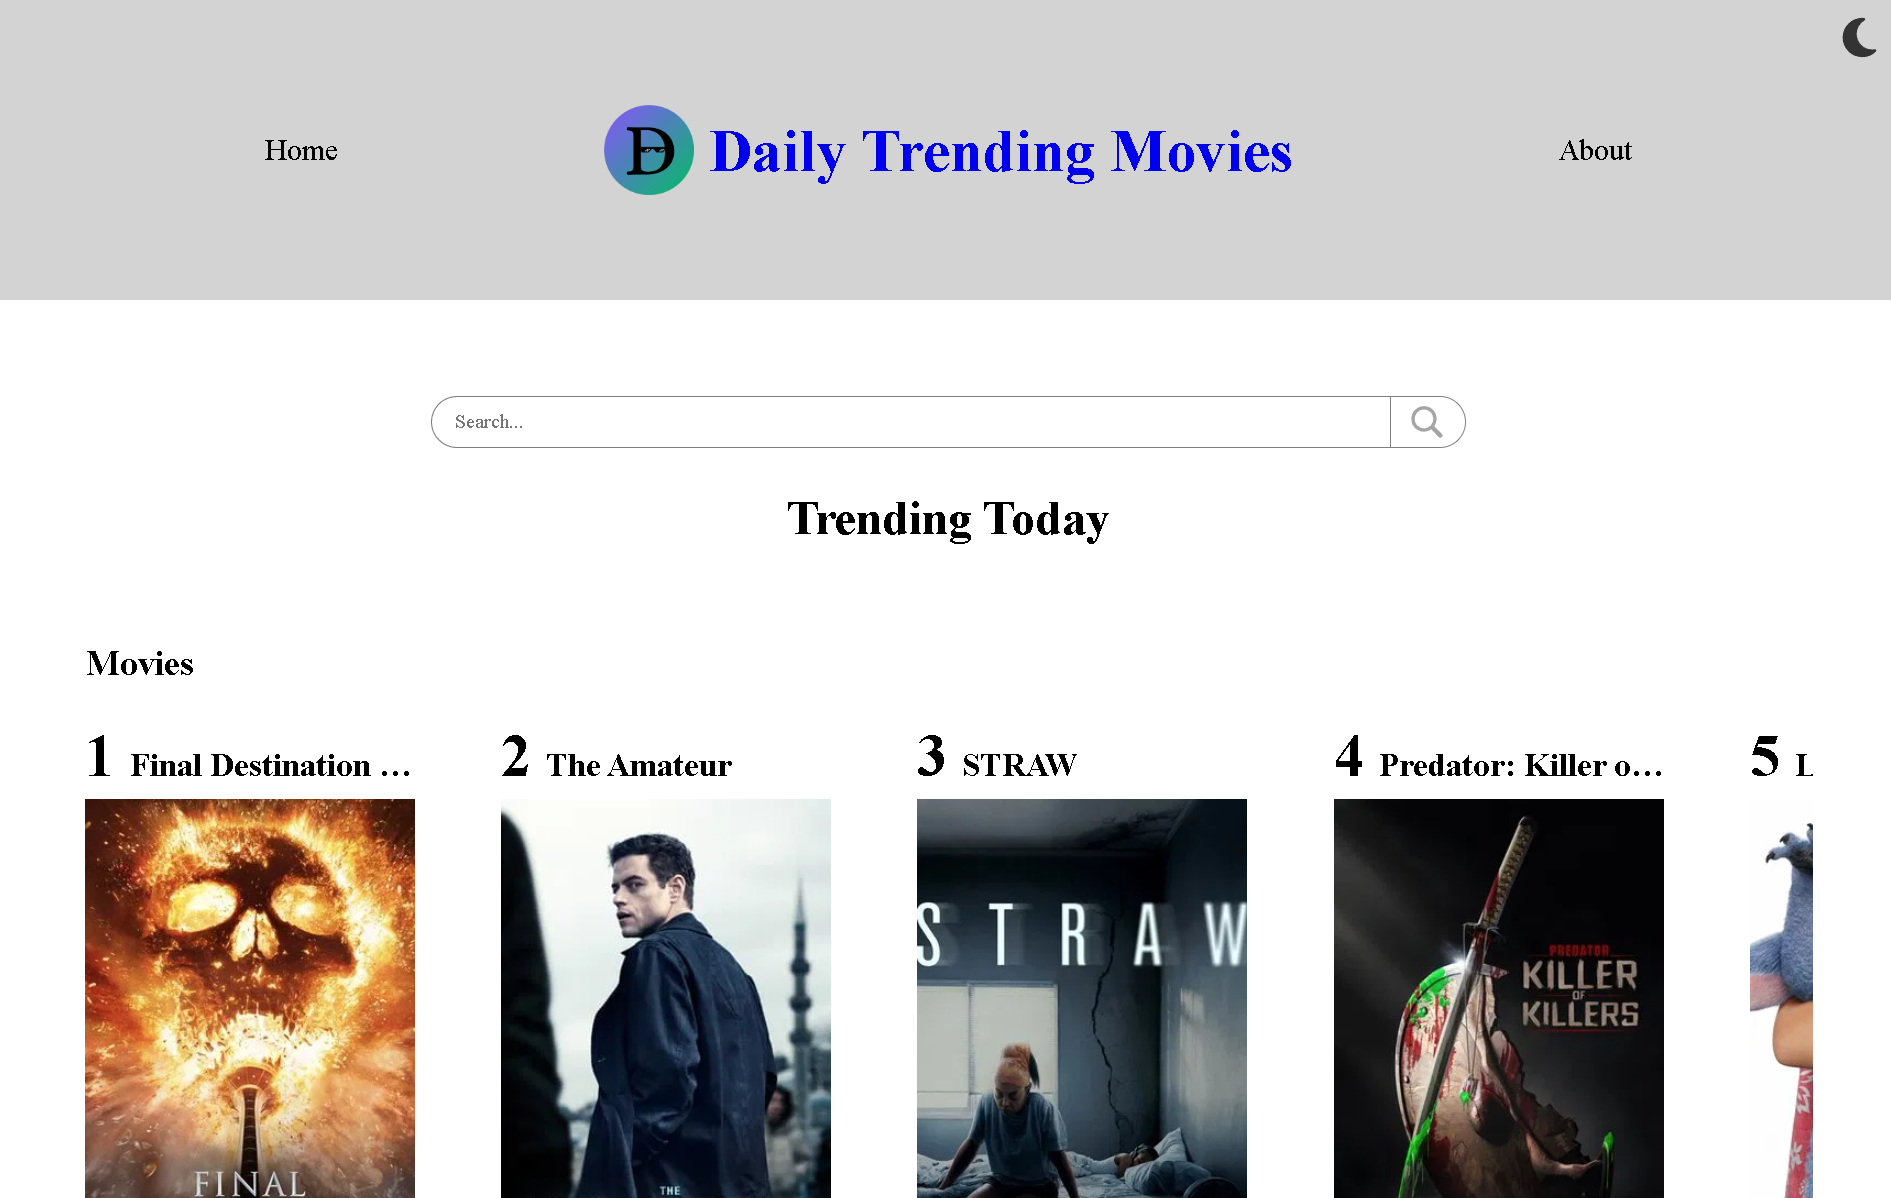 Home
D
Daily Trending Movies
About
Search...
Trending Today
Movies
1 Final Destination ...
2 The Amateur
3 STRAW
4 Predator: Killer o...
5 L
FINAL
THE
STRAW
PREDATOR
KILLER
OF
KILLERS